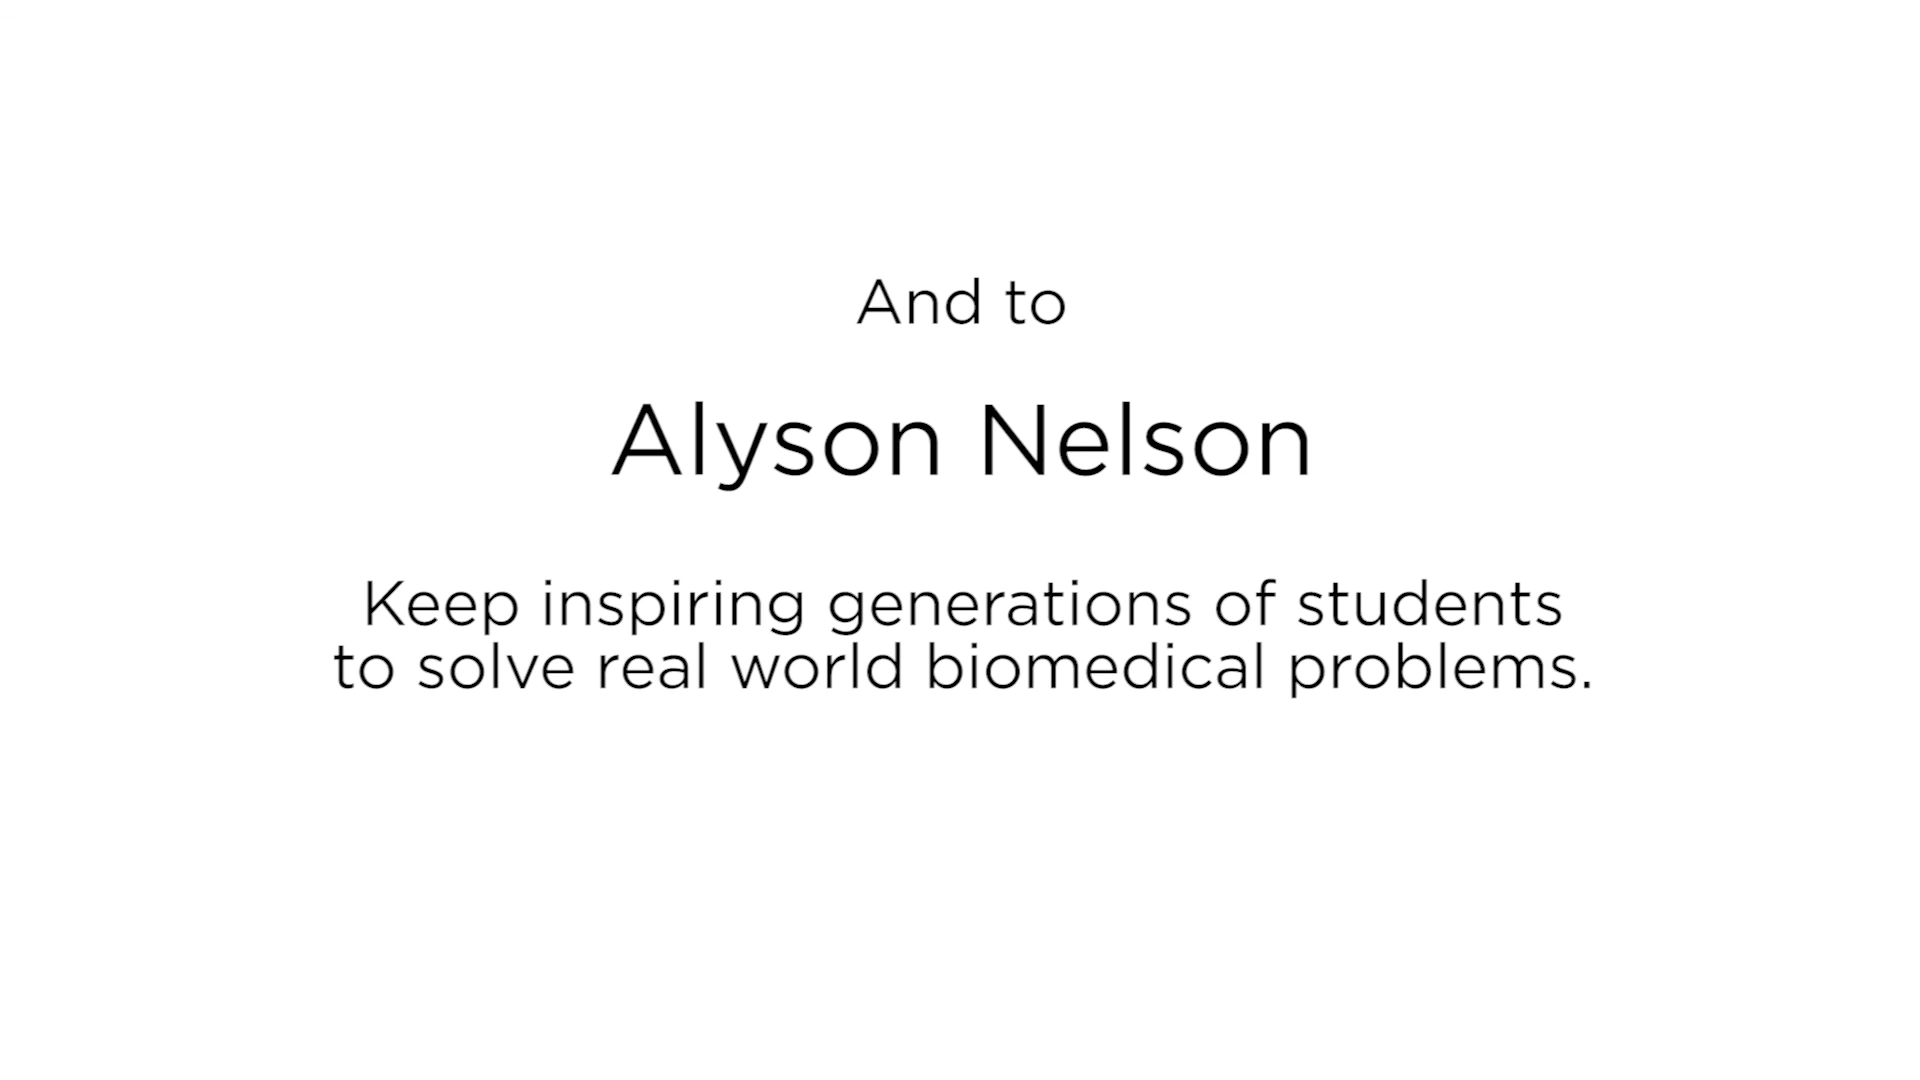 And to
Alyson Nelson
Keep inspiring generations of students
to solve real world biomedical problems.